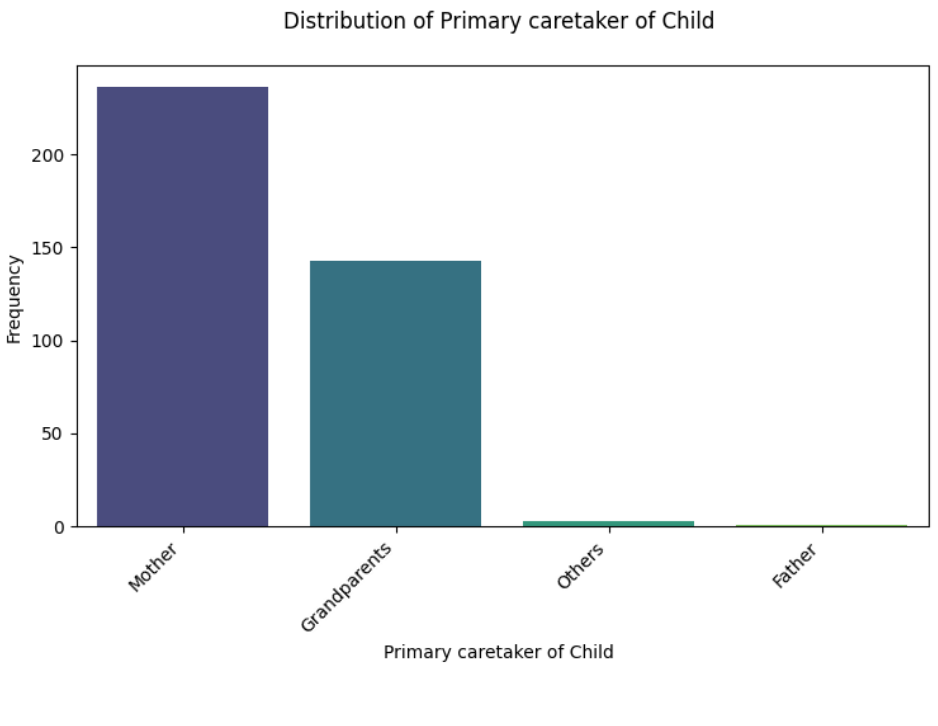 Distribution of Primary caretaker of Child
Frequency
200
150
100
50
0
Mother
Grandparents
Others
Father
Primary caretaker of Child